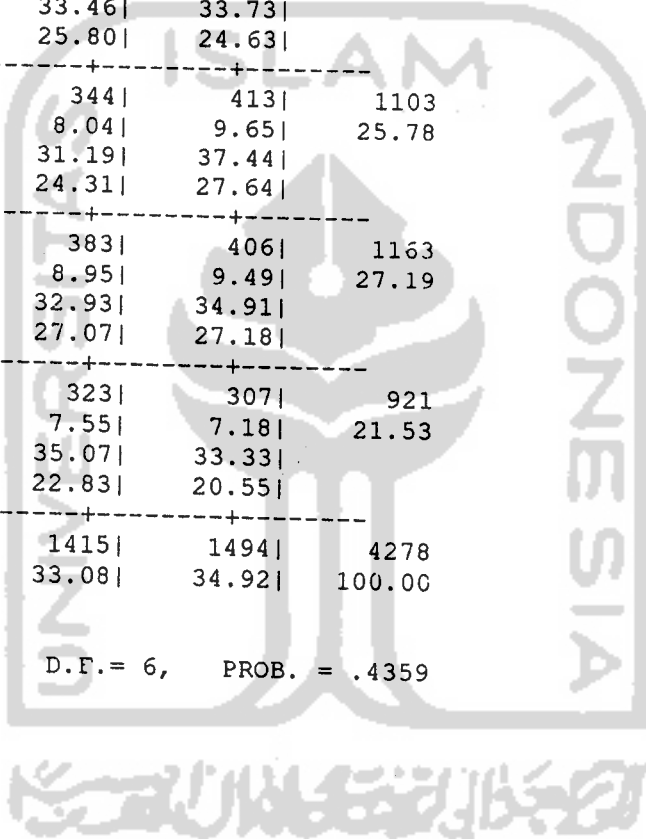 33.46| 33.73|
25.80| 24.63|
-----+--------+--------
344| 413| 1103
8.04| 9.65| 25.78
31.19| 37.44|
24.31| 27.64|
-----+--------+--------
383| 406| 1163
8.95| 9.49| 27.19
32.93| 34.91|
27.07| 27.18|
-----+--------+--------
323| 307| 921
7.55| 7.18| 21.53
35.07| 33.33|
22.83| 20.55|
-----+--------+--------
1415| 1494| 4278
33.08| 34.92| 100.00
D.F.= 6, PROB. = .4359
UNIVERSITAS
ISLAM
INDONESIA